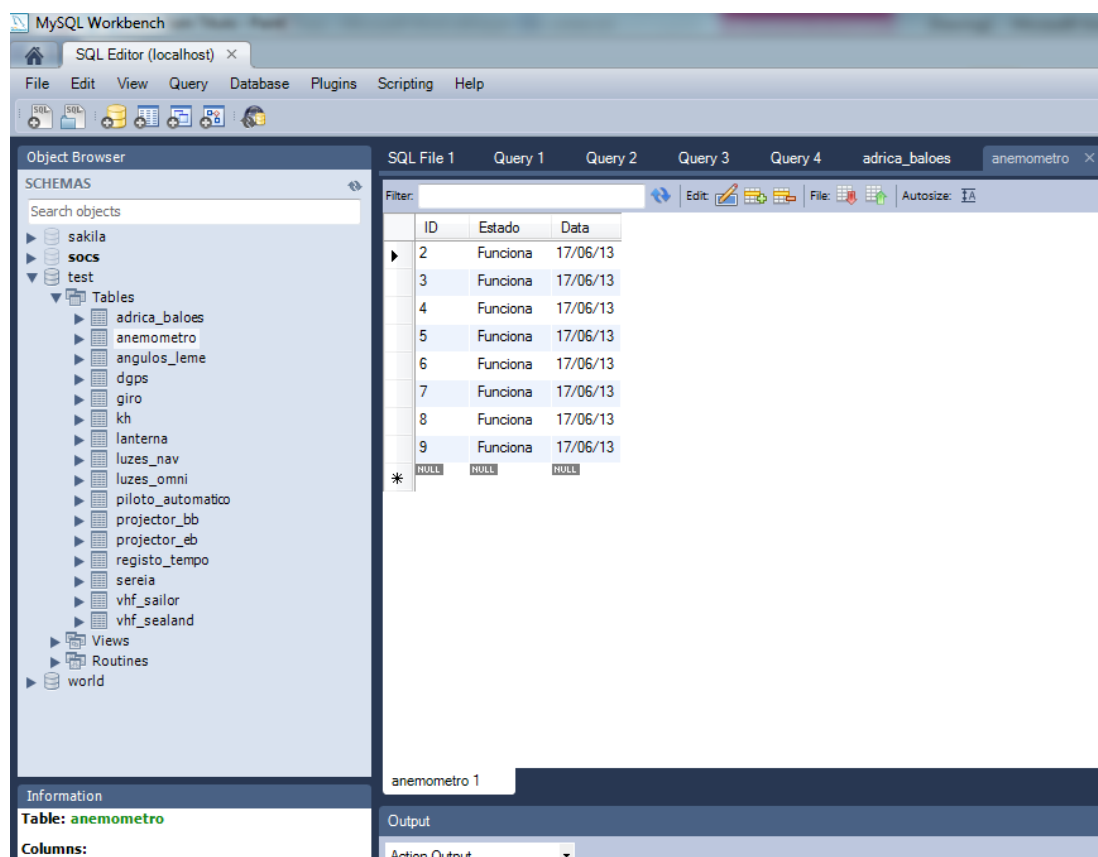 MySQL Workbench
SQL Editor (localhost) ×
File Edit View Query Database Plugins Scripting Help
SQL SQL
Object Browser
SCHEMAS
Search objects
sakila
socs
test
Tables
adrica_baloes
anemometro
angulos_leme
dgps
giro
kh
lanterna
luzes_nav
luzes_omni
piloto_automatico
projector_bb
projector_eb
registo_tempo
sereia
vhf_sailor
vhf_sealand
Views
Routines
world
Information
Table: anemometro
Columns:
SQL File 1 Query 1 Query 2 Query 3 Query 4 adrica_baloes anemometro ×
Filter: Edit: File: Autosize:
ID Estado Data
2 Funciona 17/06/13
3 Funciona 17/06/13
4 Funciona 17/06/13
5 Funciona 17/06/13
6 Funciona 17/06/13
7 Funciona 17/06/13
8 Funciona 17/06/13
9 Funciona 17/06/13
NULL NULL NULL
anemometro 1
Output
Action Output